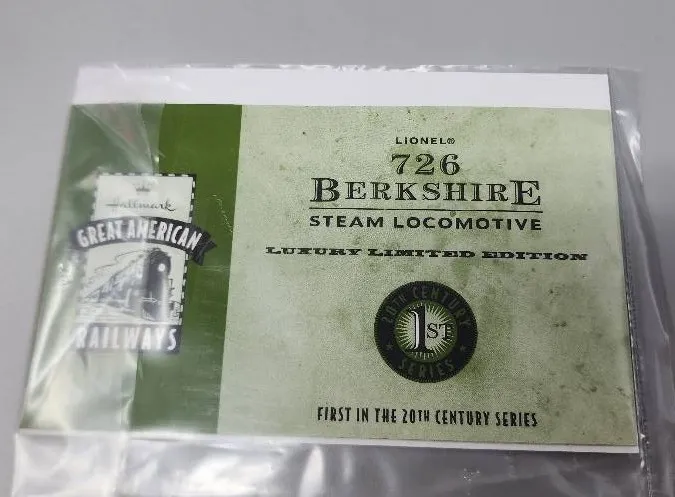 LIONEL®
726
BERKSHIRE
STEAM LOCOMOTIVE
LUXURY LIMITED EDITION
Hallmark
GREAT AMERICAN
RAILWAYS
20TH CENTURY
1ST
SERIES
FIRST IN THE 20TH CENTURY SERIES